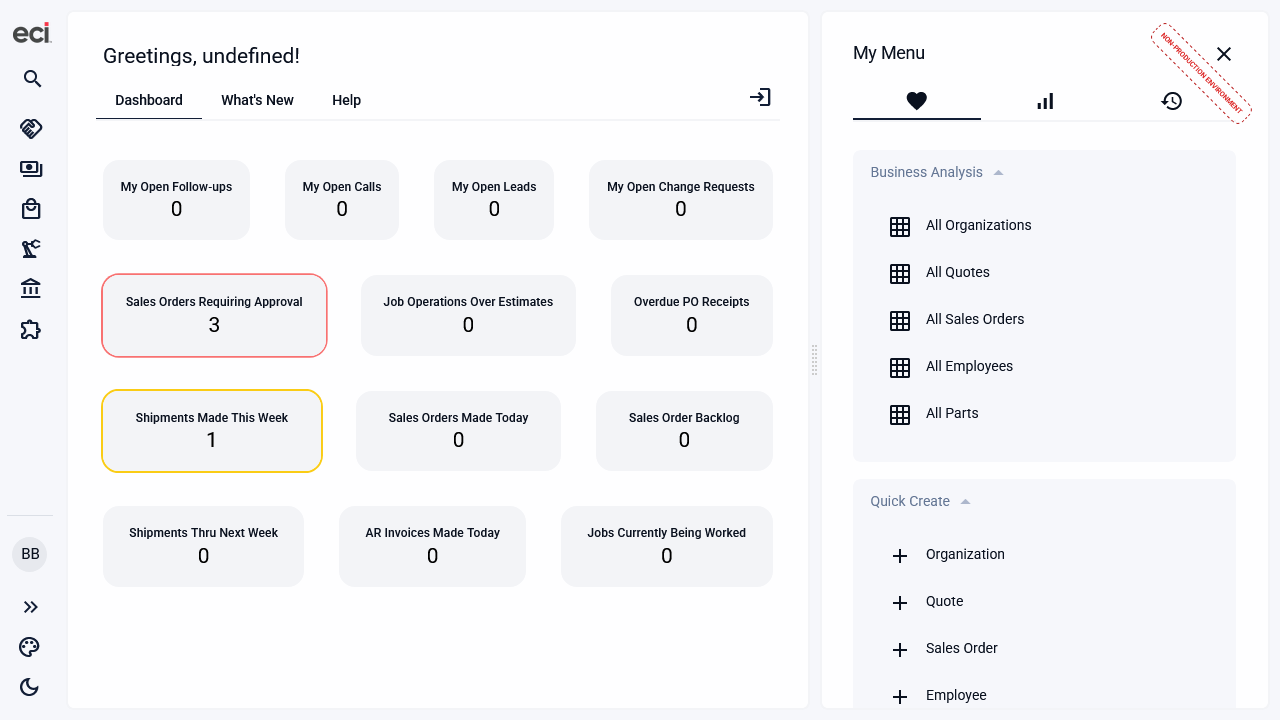 eci
Greetings, undefined!
Dashboard
What's New
Help
My Open Follow-ups
0
My Open Calls
0
My Open Leads
0
My Open Change Requests
0
Sales Orders Requiring Approval
3
Job Operations Over Estimates
0
Overdue PO Receipts
0
Shipments Made This Week
1
Sales Orders Made Today
0
Sales Order Backlog
0
Shipments Thru Next Week
0
AR Invoices Made Today
0
Jobs Currently Being Worked
0
BB
My Menu
NON-PRODUCTION ENVIRONMENT
Business Analysis
All Organizations
All Quotes
All Sales Orders
All Employees
All Parts
Quick Create
Organization
Quote
Sales Order
Employee